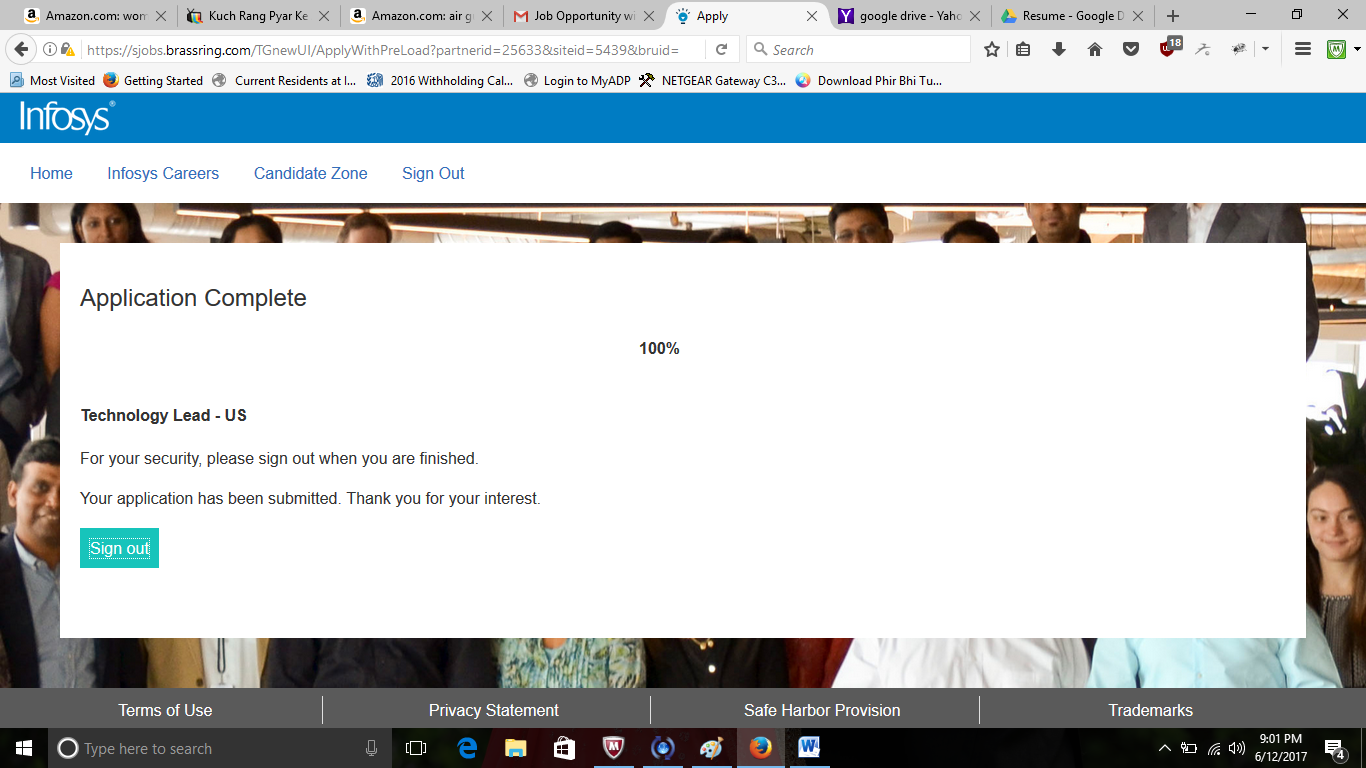 Amazon.com: wom
Kuch Rang Pyar Ke
Amazon.com: air g
Job Opportunity wi
Apply
google drive - Yaho
Resume - Google D
https://sjobs.brassring.com/TGnewUI/ApplyWithPreLoad?partnerid=25633&siteid=5439&bruid=
Search
18
Most Visited
Getting Started
Current Residents at I...
2016 Withholding Cal...
Login to MyADP
NETGEAR Gateway C3...
Download Phir Bhi Tu...
Infosys®
Home
Infosys Careers
Candidate Zone
Sign Out
Application Complete
100%
Technology Lead - US
For your security, please sign out when you are finished.
Your application has been submitted. Thank you for your interest.
Sign out
Terms of Use
Privacy Statement
Safe Harbor Provision
Trademarks
Type here to search
9:01 PM
6/12/2017
4